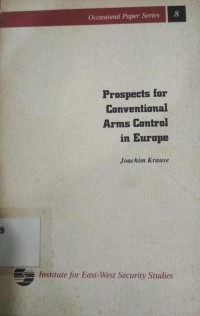 Occasional Paper Series 8
Prospects for
Conventional
Arms Control
in Europe
Joachim Krause
9
Institute for East-West Security Studies